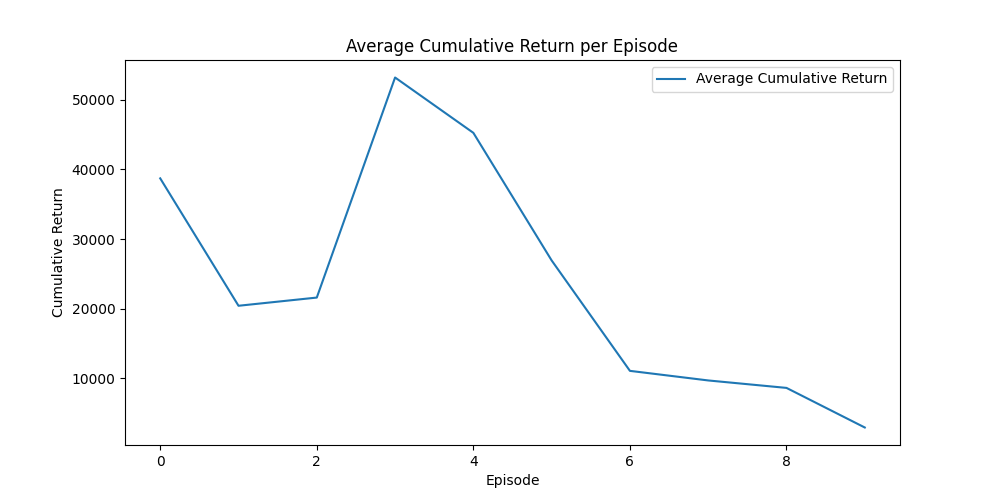 Average Cumulative Return per Episode
Average Cumulative Return
Cumulative Return
50000
40000
30000
20000
10000
0 2 4 6 8
Episode